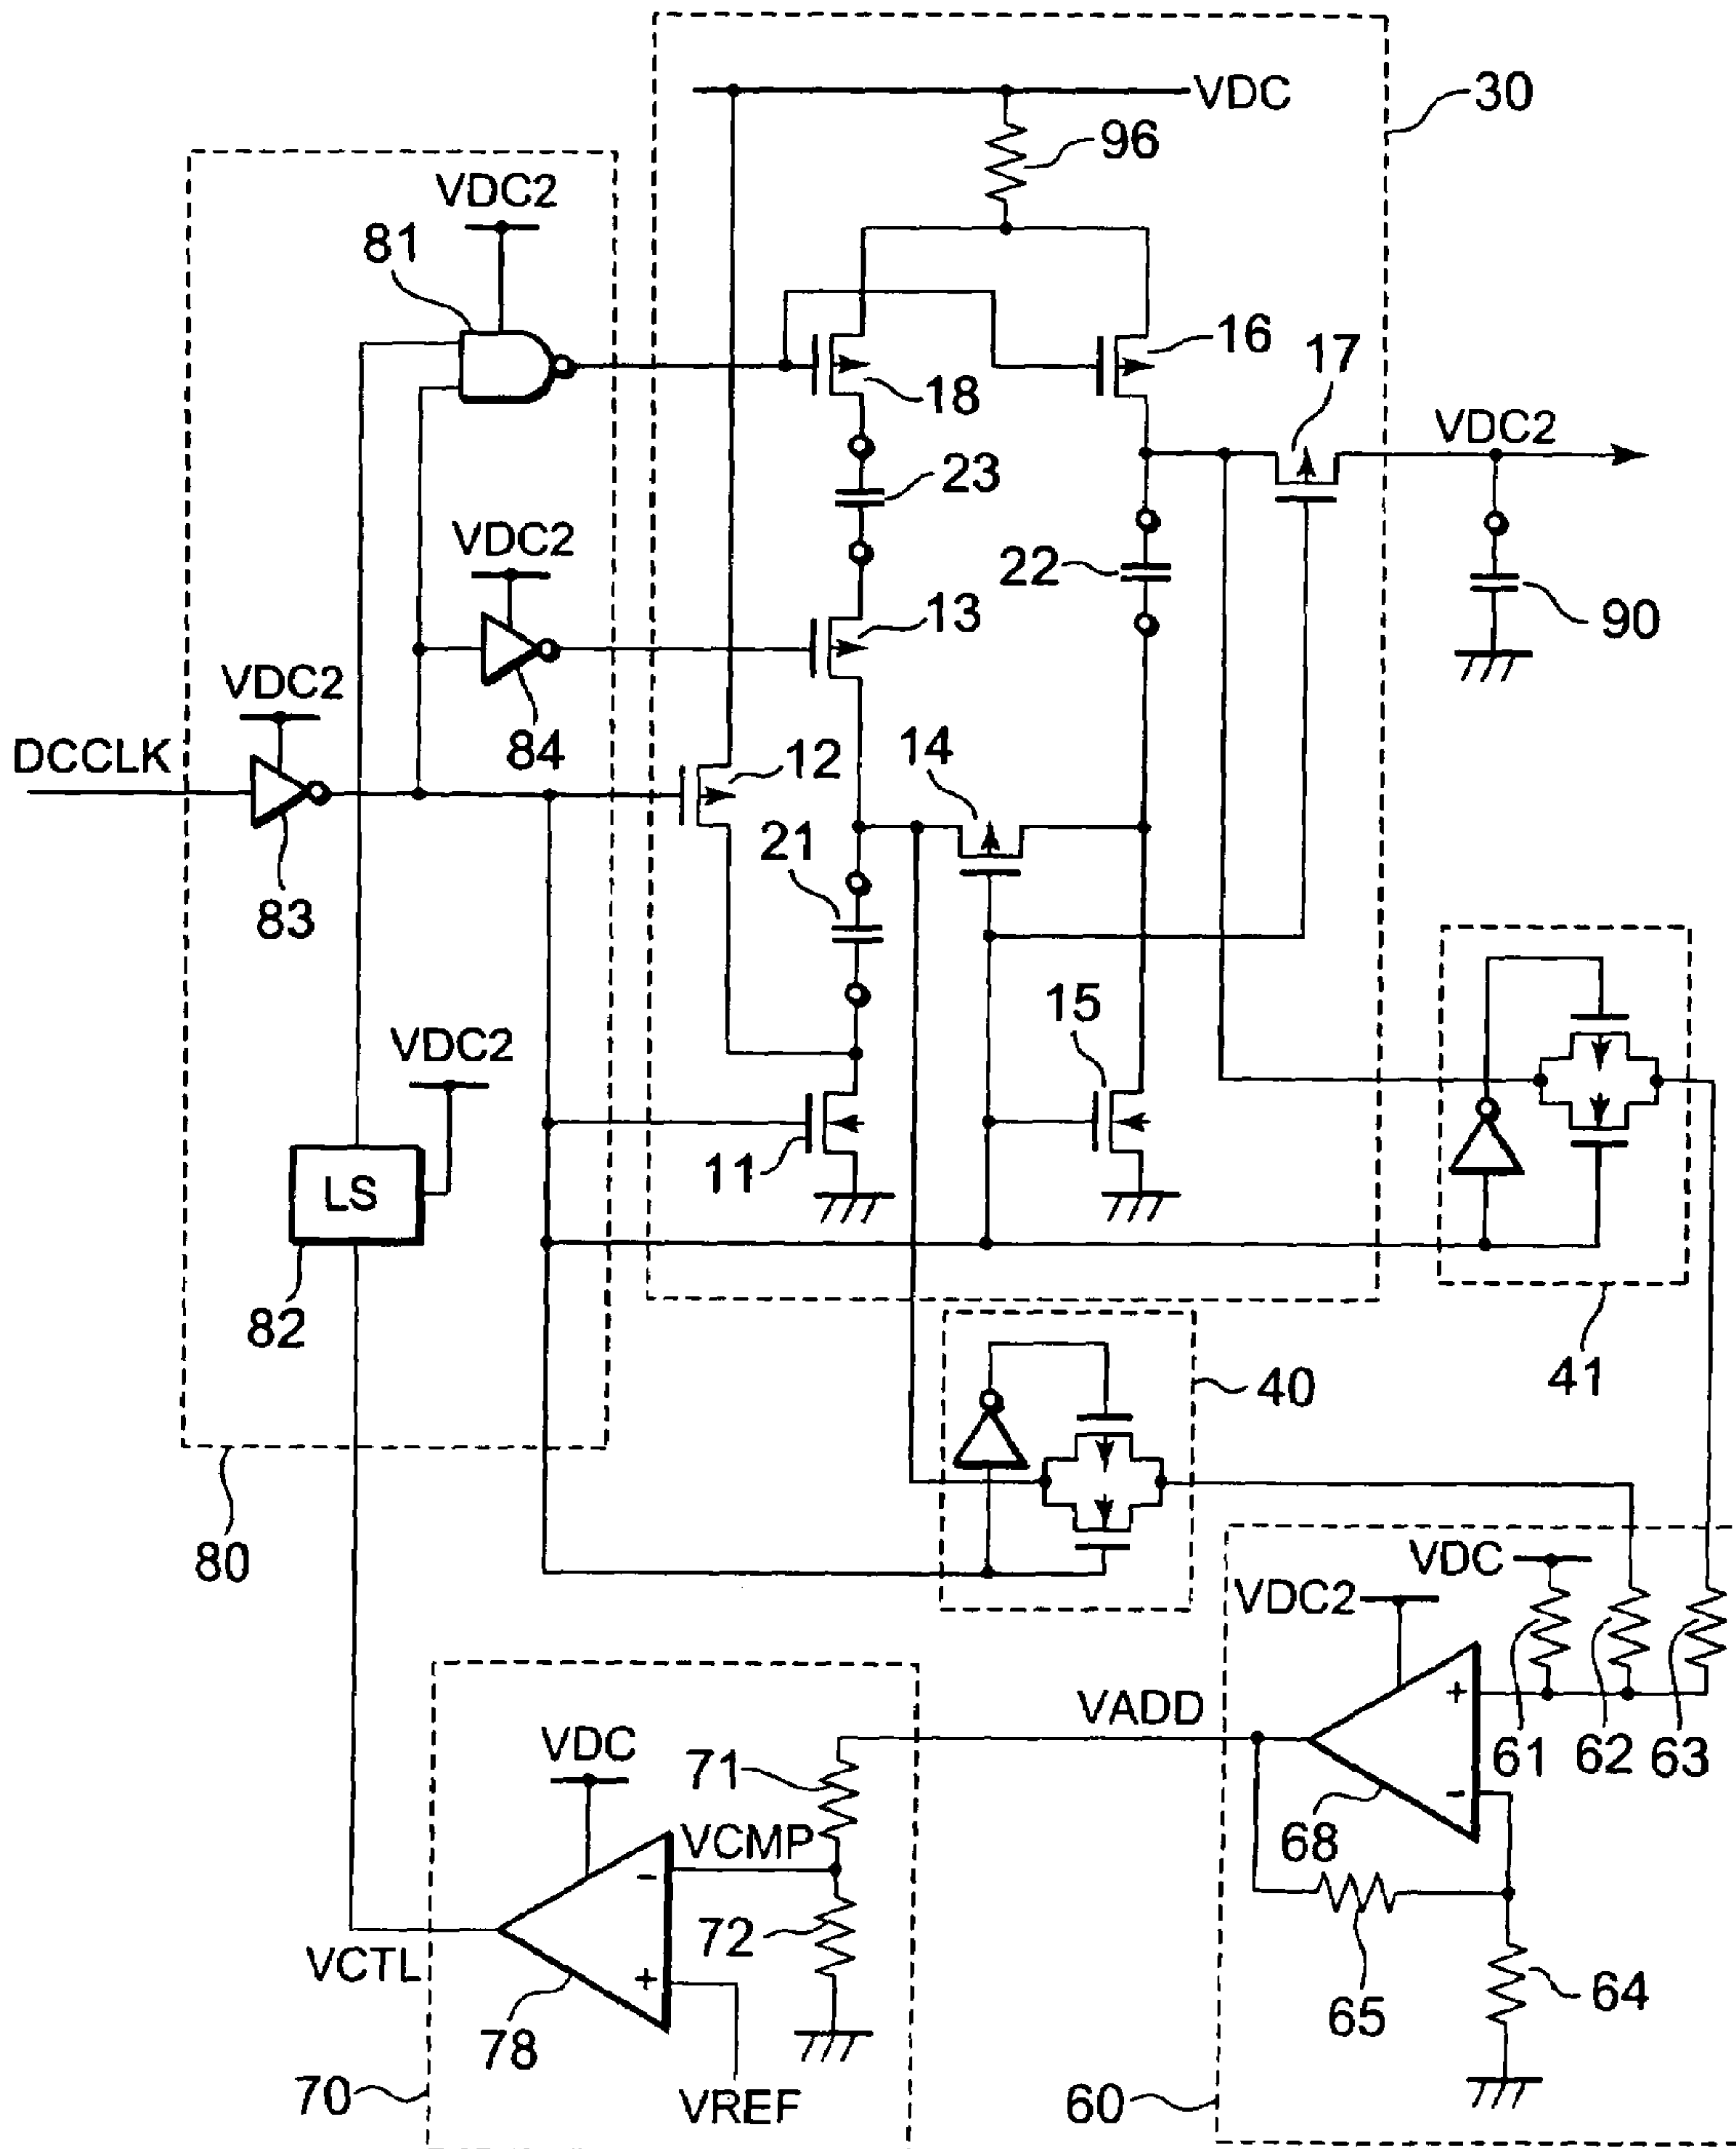 VDC
30
96
VDC2
81
16
17
18
VDC2
23
VDC2
22
13
90
VDC2
84
DCCLK
12
14
21
83
15
VDC2
11
LS
82
41
40
80
VDC
VDC2
VADD
61
62
63
VDC
71
+
-
68
VCMP
-
72
65
64
VCTL
+
78
70
VREF
60